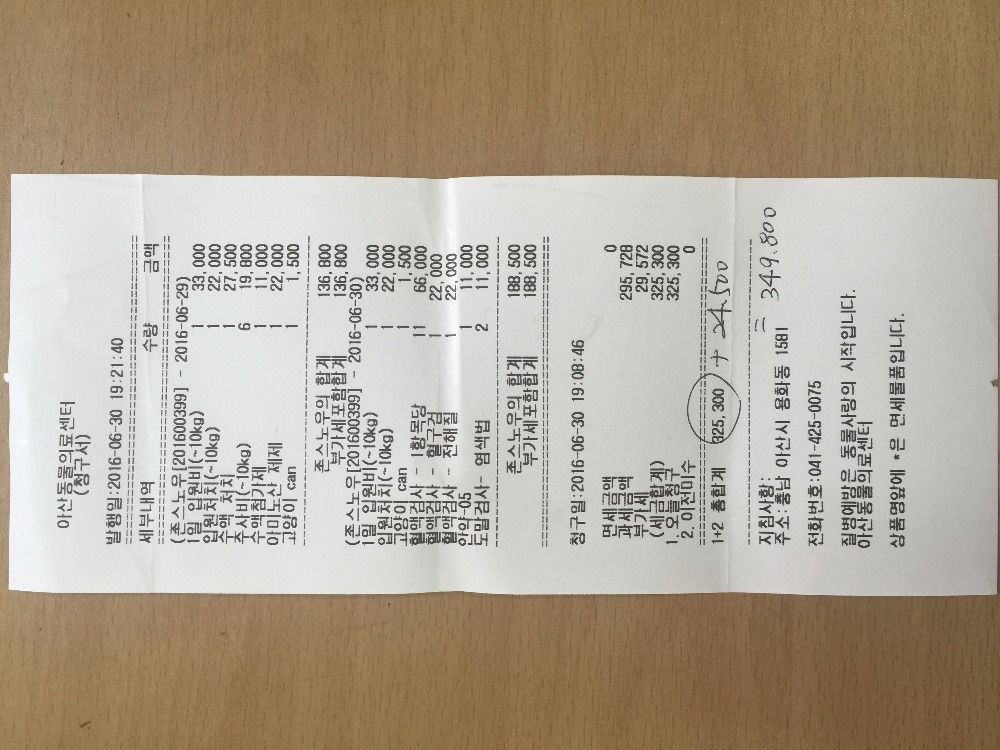 아산동물의료센터
(청구서)
발행일:2016-06-30 19:21:40
세부내역 수량 금액
(존스노우[201600399] - 2016-06-29)
1일 입원비(~10kg) 1 33,000
입원처치(~10kg) 1 22,000
수액 처치 1 27,500
주사비(~10kg) 6 19,800
수액첨가제 1 11,000
아미노산 제제 1 22,000
고양이 can 1 1,500
존스노우의 합계 136,800
부가세포함합계 136,800
(존스노우[201600399] - 2016-06-30)
1일 입원비(~10kg) 1 33,000
입원처치(~10kg) 1 22,000
고양이 can 1 1,500
혈액검사 - 1항목당 11 66,000
혈액검사 - 혈구검 1 22,000
혈액검사 - 전해질 1 22,000
안약-05 1 11,000
도말검사- 염색법 2 11,000
존스노우의 합계 188,500
부가세포함합계 188,500
청구일:2016-06-30 19:08:46
면세금액 0
과세금액 295,728
부가세 29,572
(세금합계) 325,300
1.오늘청구 325,300
2.이전미수 0
1+2 총합계 325,300 + 24,500
= 349,800
지침사항:
주소:충남 아산시 용화동 1581
전화번호:041-425-0075
질병예방은 동물사랑의 시작입니다.
아산동물의료센터
상품명앞에 *은 면세물품입니다.